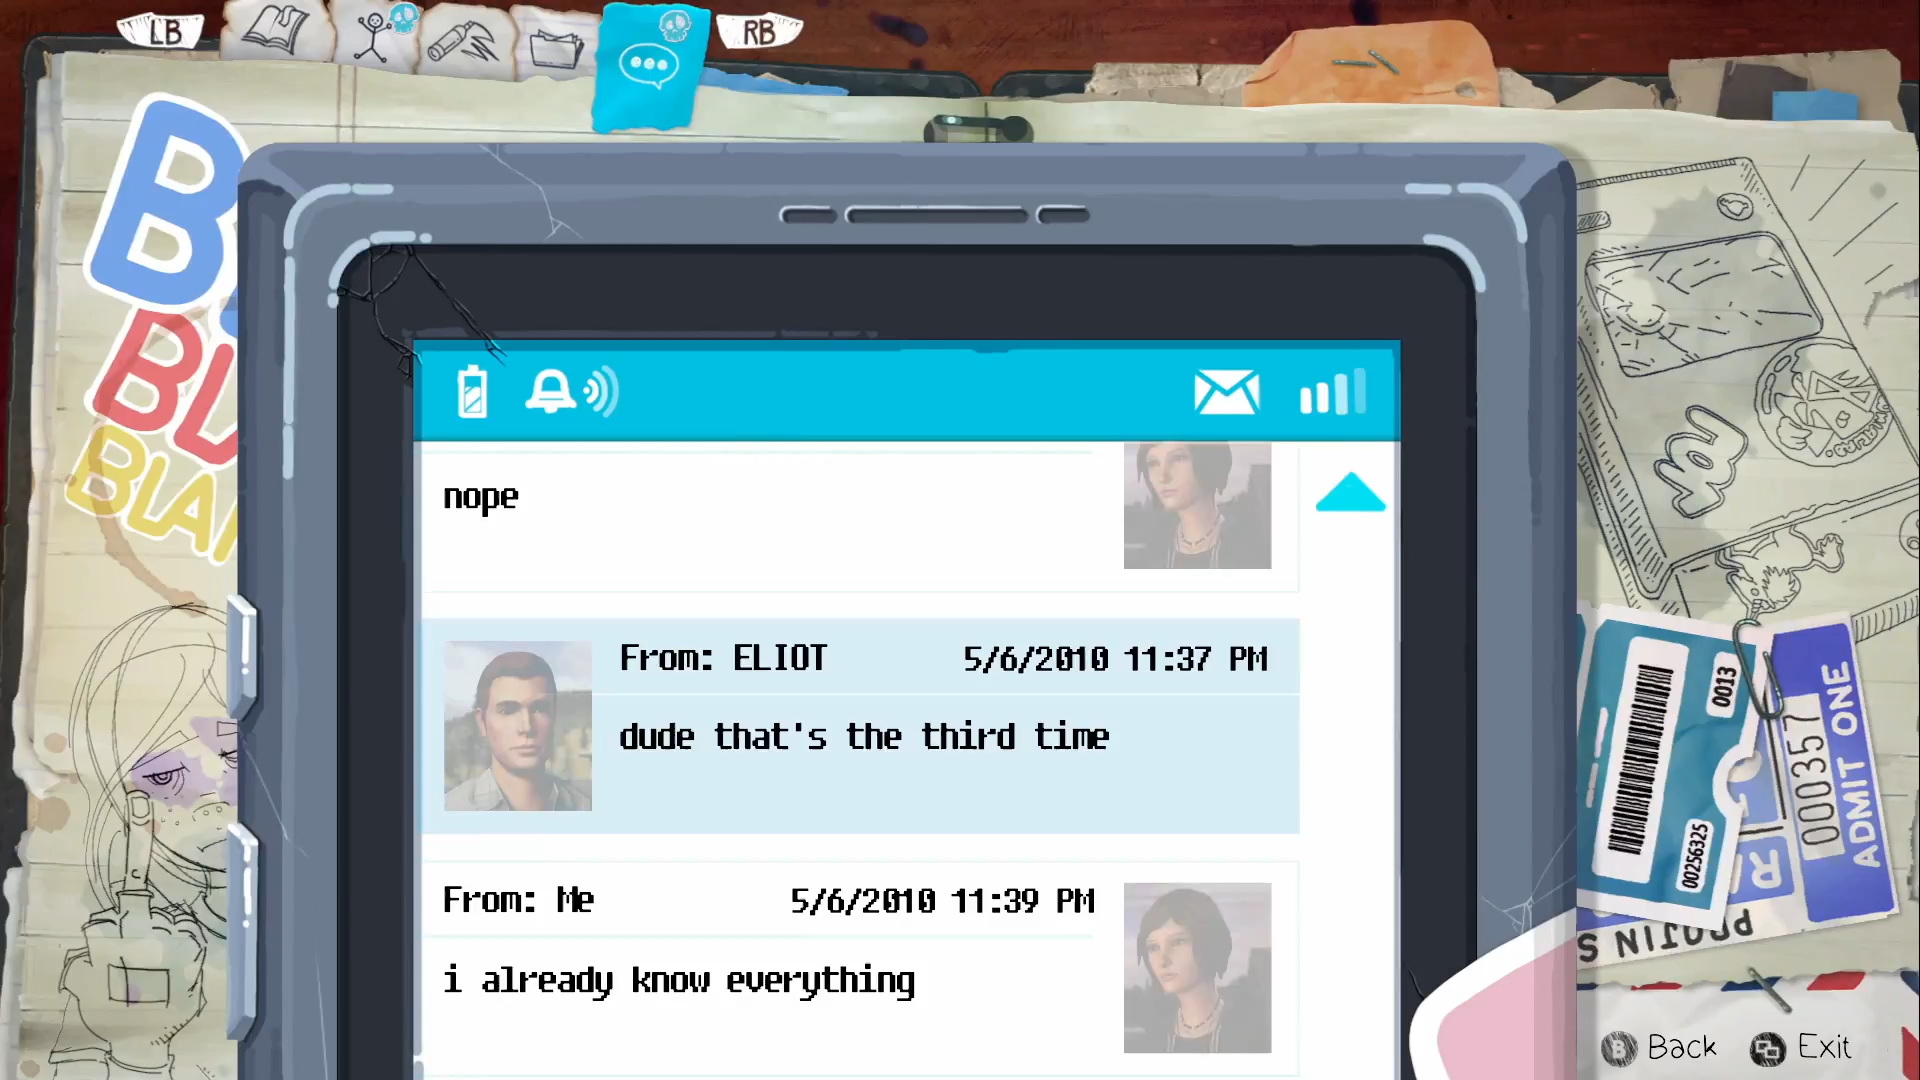 LB
RB
nope
From: ELIOT
5/6/2010 11:37 PM
dude that's the third time
From: Me
5/6/2010 11:39 PM
i already know everything
0013
00256325
000357
ADMIT ONE
Back
Exit